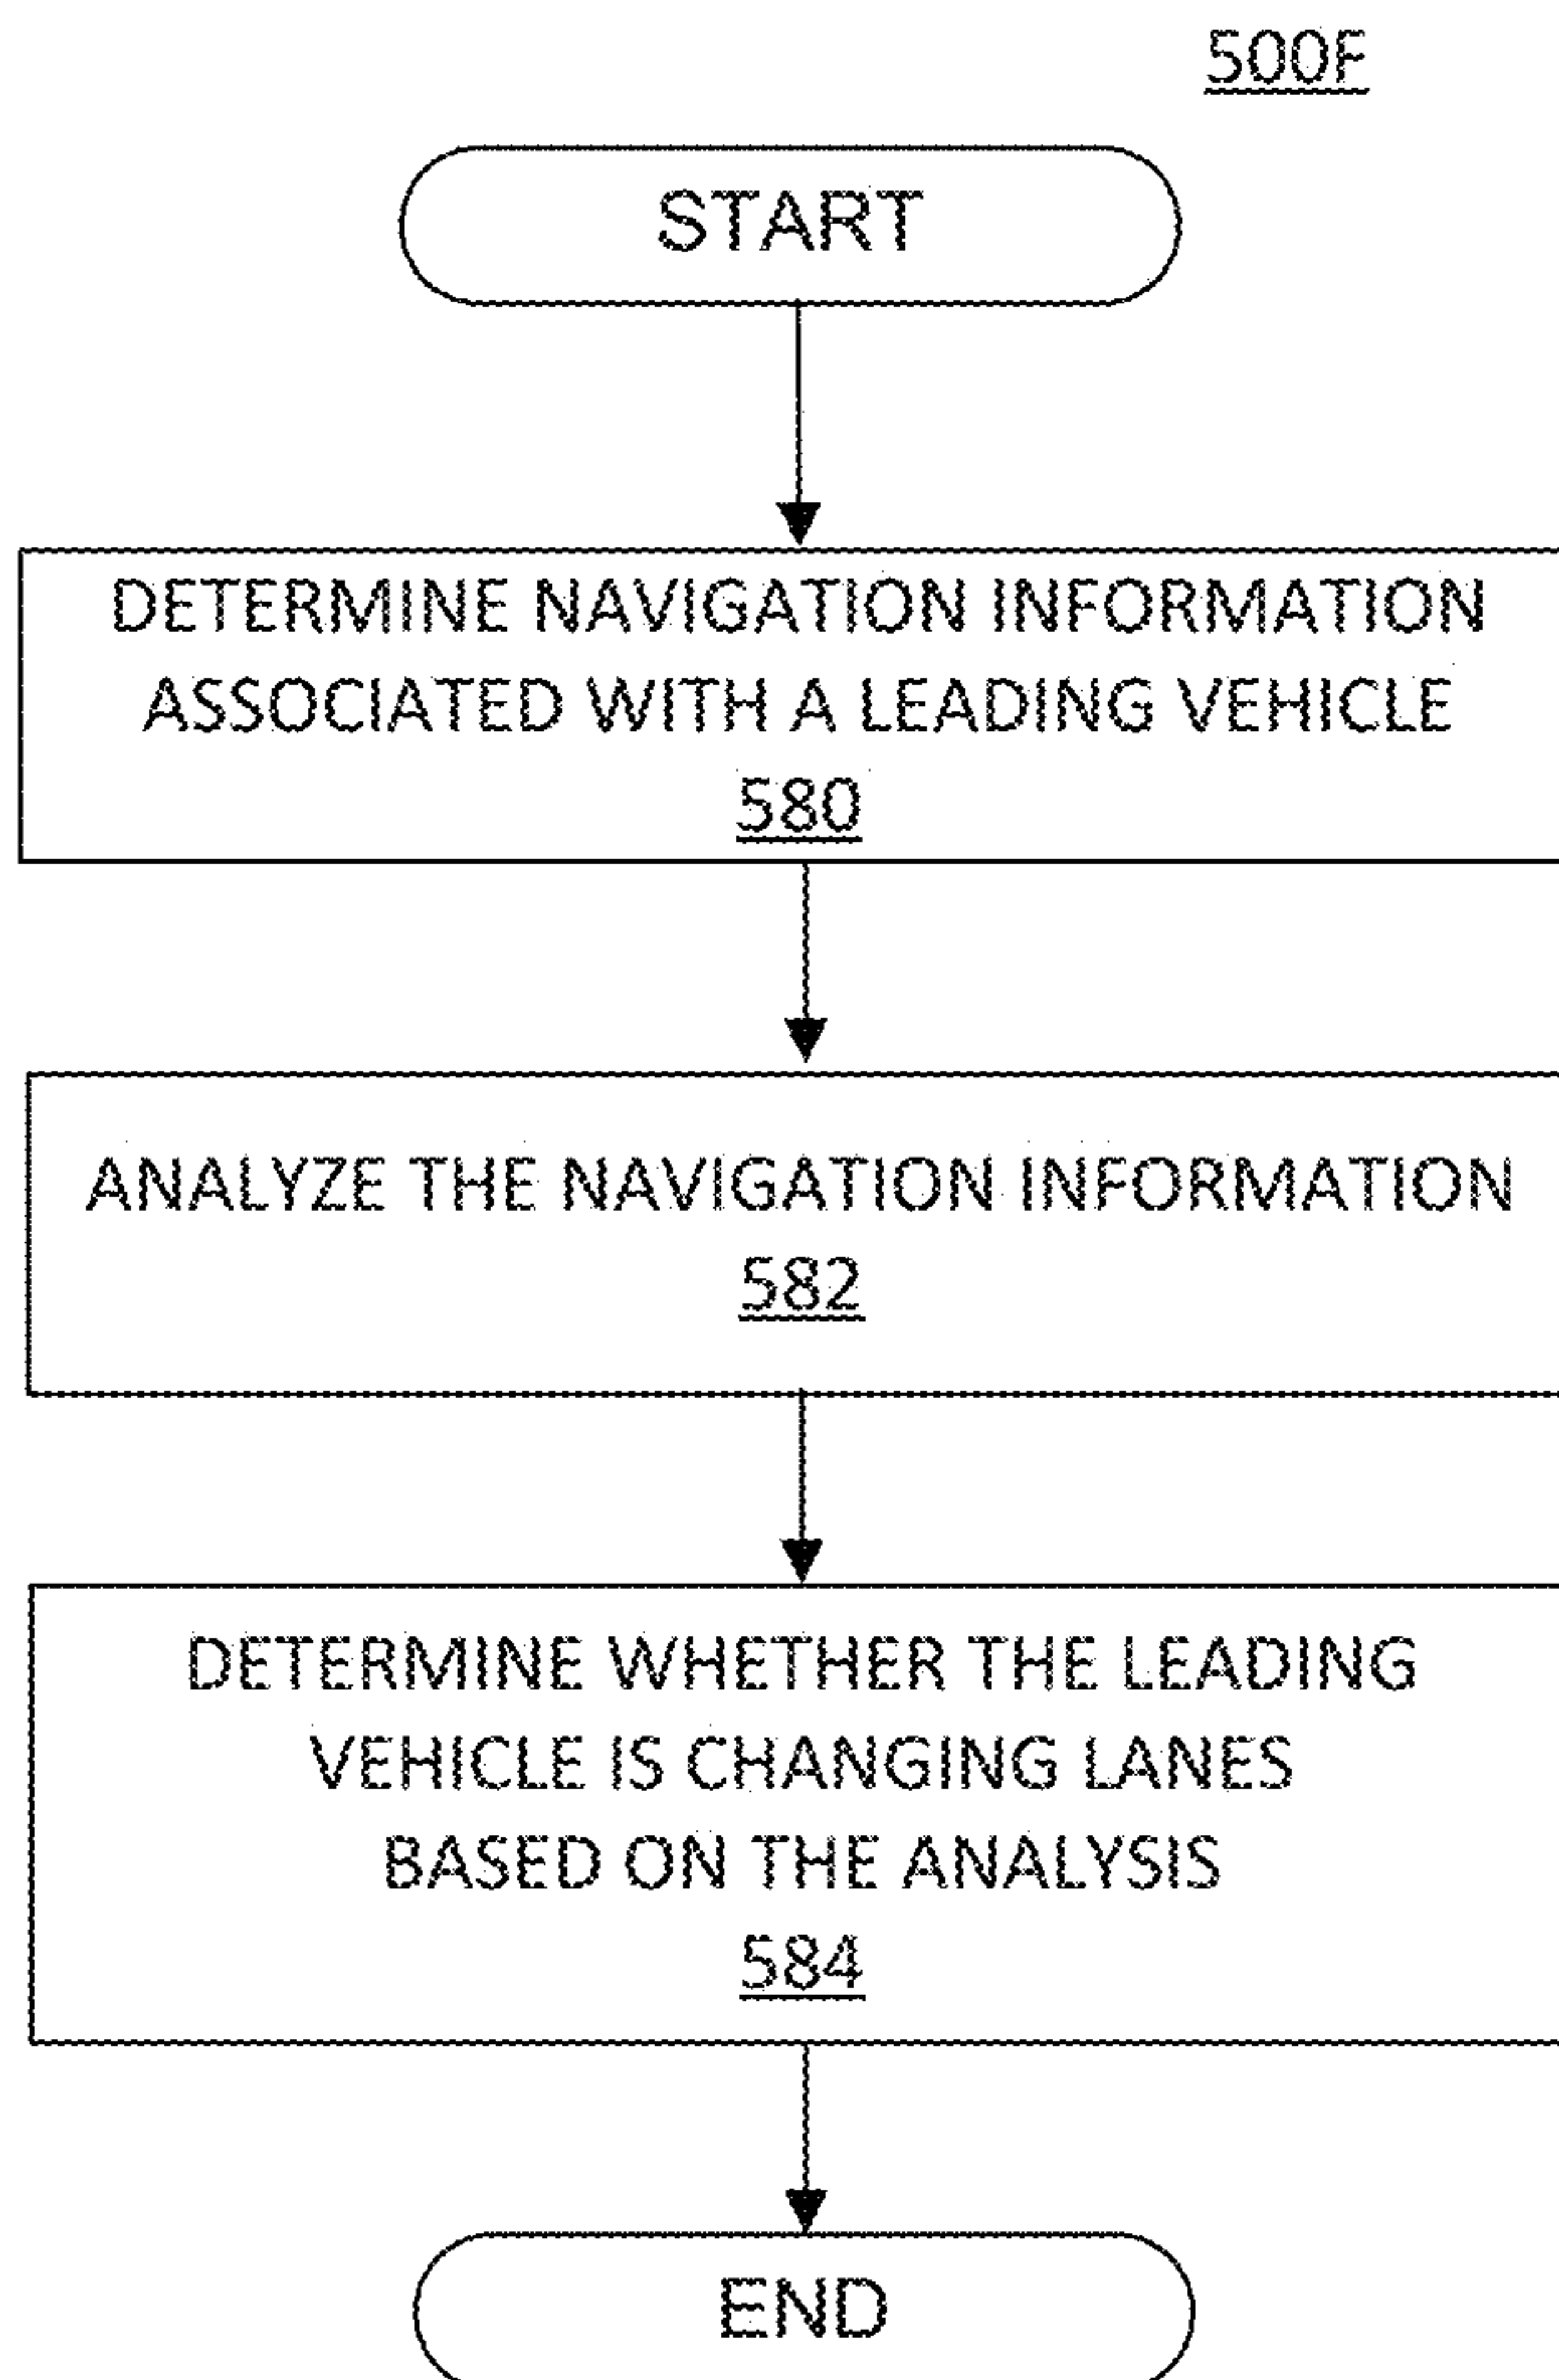 500F
START
DETERMINE NAVIGATION INFORMATION
ASSOCIATED WITH A LEADING VEHICLE
580
ANALYZE THE NAVIGATION INFORMATION
582
DETERMINE WHETHER THE LEADING
VEHICLE IS CHANGING LANES
BASED ON THE ANALYSIS
584
END